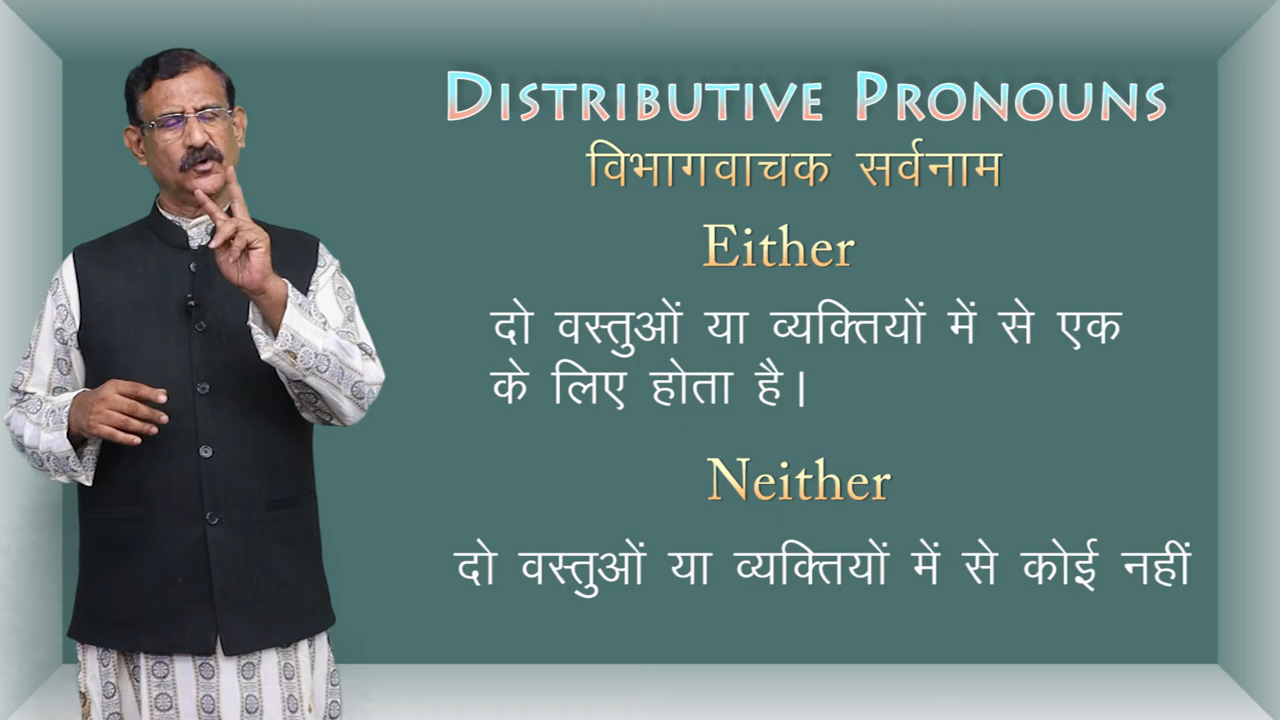 DISTRIBUTIVE PRONOUNS
विभागवाचक सर्वनाम
Either
दो वस्तुओं या व्यक्तियों में से एक
के लिए होता है।
Neither
दो वस्तुओं या व्यक्तियों में से कोई नहीं